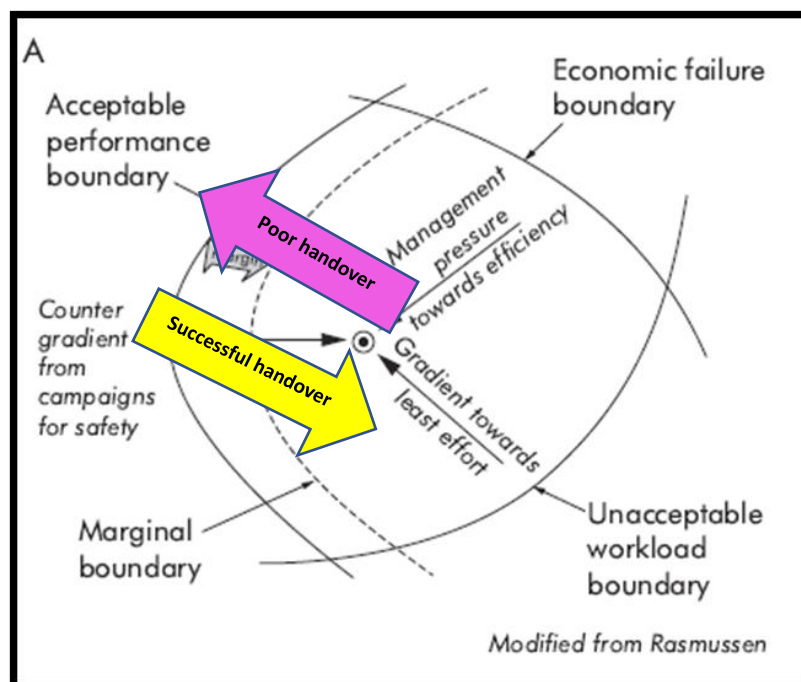 A
Acceptable
performance
boundary
Economic failure
boundary
Poor handover
Management
pressure
towards efficiency
Counter
gradient
from
campaigns
for safety
Successful handover
Gradient towards
least effort
Marginal
boundary
Unacceptable
workload
boundary
Modified from Rasmussen